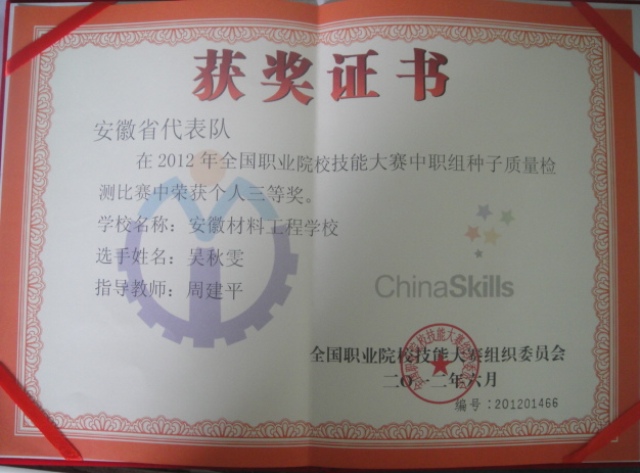 获奖证书
安徽省代表队
在2012年全国职业院校技能大赛中职组种子质量检
测比赛中荣获个人三等奖。
学校名称：安徽材料工程学校
选手姓名：吴秋雯
指导教师：周建平
ChinaSkills
全国职业院校技能大赛组织委员会
二〇一二年六月
编号：201201466